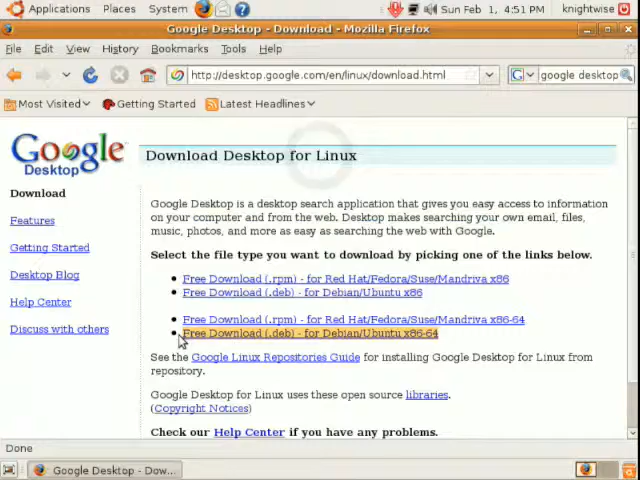 Applications Places System Sun Feb 1, 4:51 PM knightwise
Google Desktop - Download - Mozilla Firefox
File Edit View History Bookmarks Tools Help
http://desktop.google.com/en/linux/download.html G google desktop
Most Visited Getting Started Latest Headlines
Google
Desktop
Download Desktop for Linux
Download
Features
Getting Started
Desktop Blog
Help Center
Discuss with others
Google Desktop is a desktop search application that gives you easy access to information
on your computer and from the web. Desktop makes searching your own email, files,
music, photos, and more as easy as searching the web with Google.
Select the file type you want to download by picking one of the links below.
Free Download (.rpm) - for Red Hat/Fedora/Suse/Mandriva x86
Free Download (.deb) - for Debian/Ubuntu x86
Free Download (.rpm) - for Red Hat/Fedora/Suse/Mandriva x86-64
Free Download (.deb) - for Debian/Ubuntu x86-64
See the Google Linux Repositories Guide for installing Google Desktop for Linux from
repository.
Google Desktop for Linux uses these open source libraries.
(Copyright Notices)
Check our Help Center if you have any problems.
Done
Google Desktop - Dow...